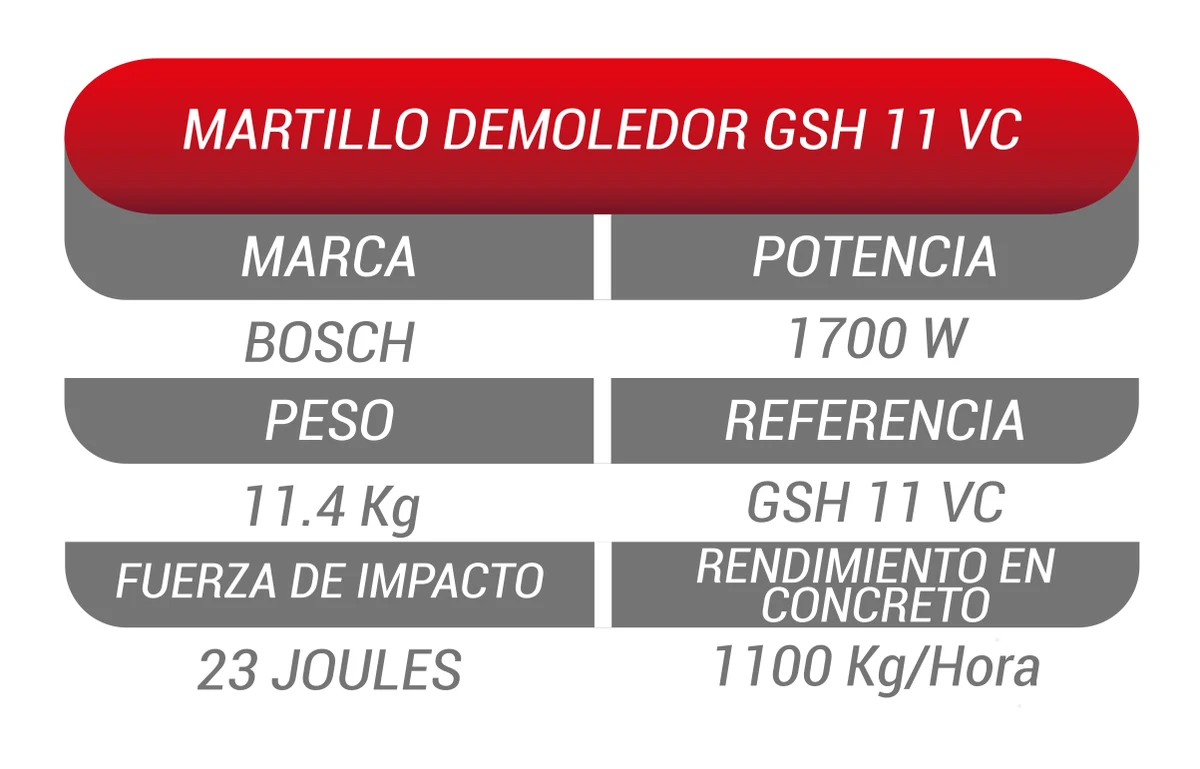 MARTILLO DEMOLEDOR GSH 11 VC
MARCA
POTENCIA
BOSCH
1700 W
PESO
REFERENCIA
11.4 Kg
GSH 11 VC
FUERZA DE IMPACTO
RENDIMIENTO EN
CONCRETO
23 JOULES
1100 Kg/Hora